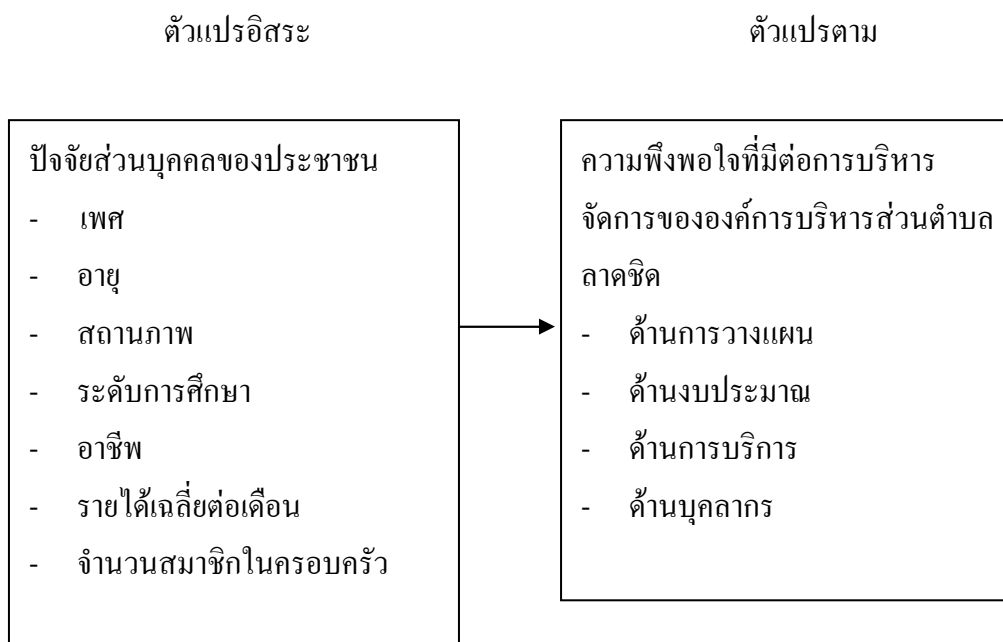 ตัวแปรอิสระ
ตัวแปรตาม
ปัจจัยส่วนบุคคลของประชาชน
- เพศ
- อายุ
- สถานภาพ
- ระดับการศึกษา
- อาชีพ
- รายได้เฉลี่ยต่อเดือน
- จำนวนสมาชิกในครอบครัว
ความพึงพอใจที่มีต่อการบริหาร
จัดการขององค์การบริหารส่วนตำบล
ลาดชิด
- ด้านการวางแผน
- ด้านงบประมาณ
- ด้านการบริการ
- ด้านบุคลากร